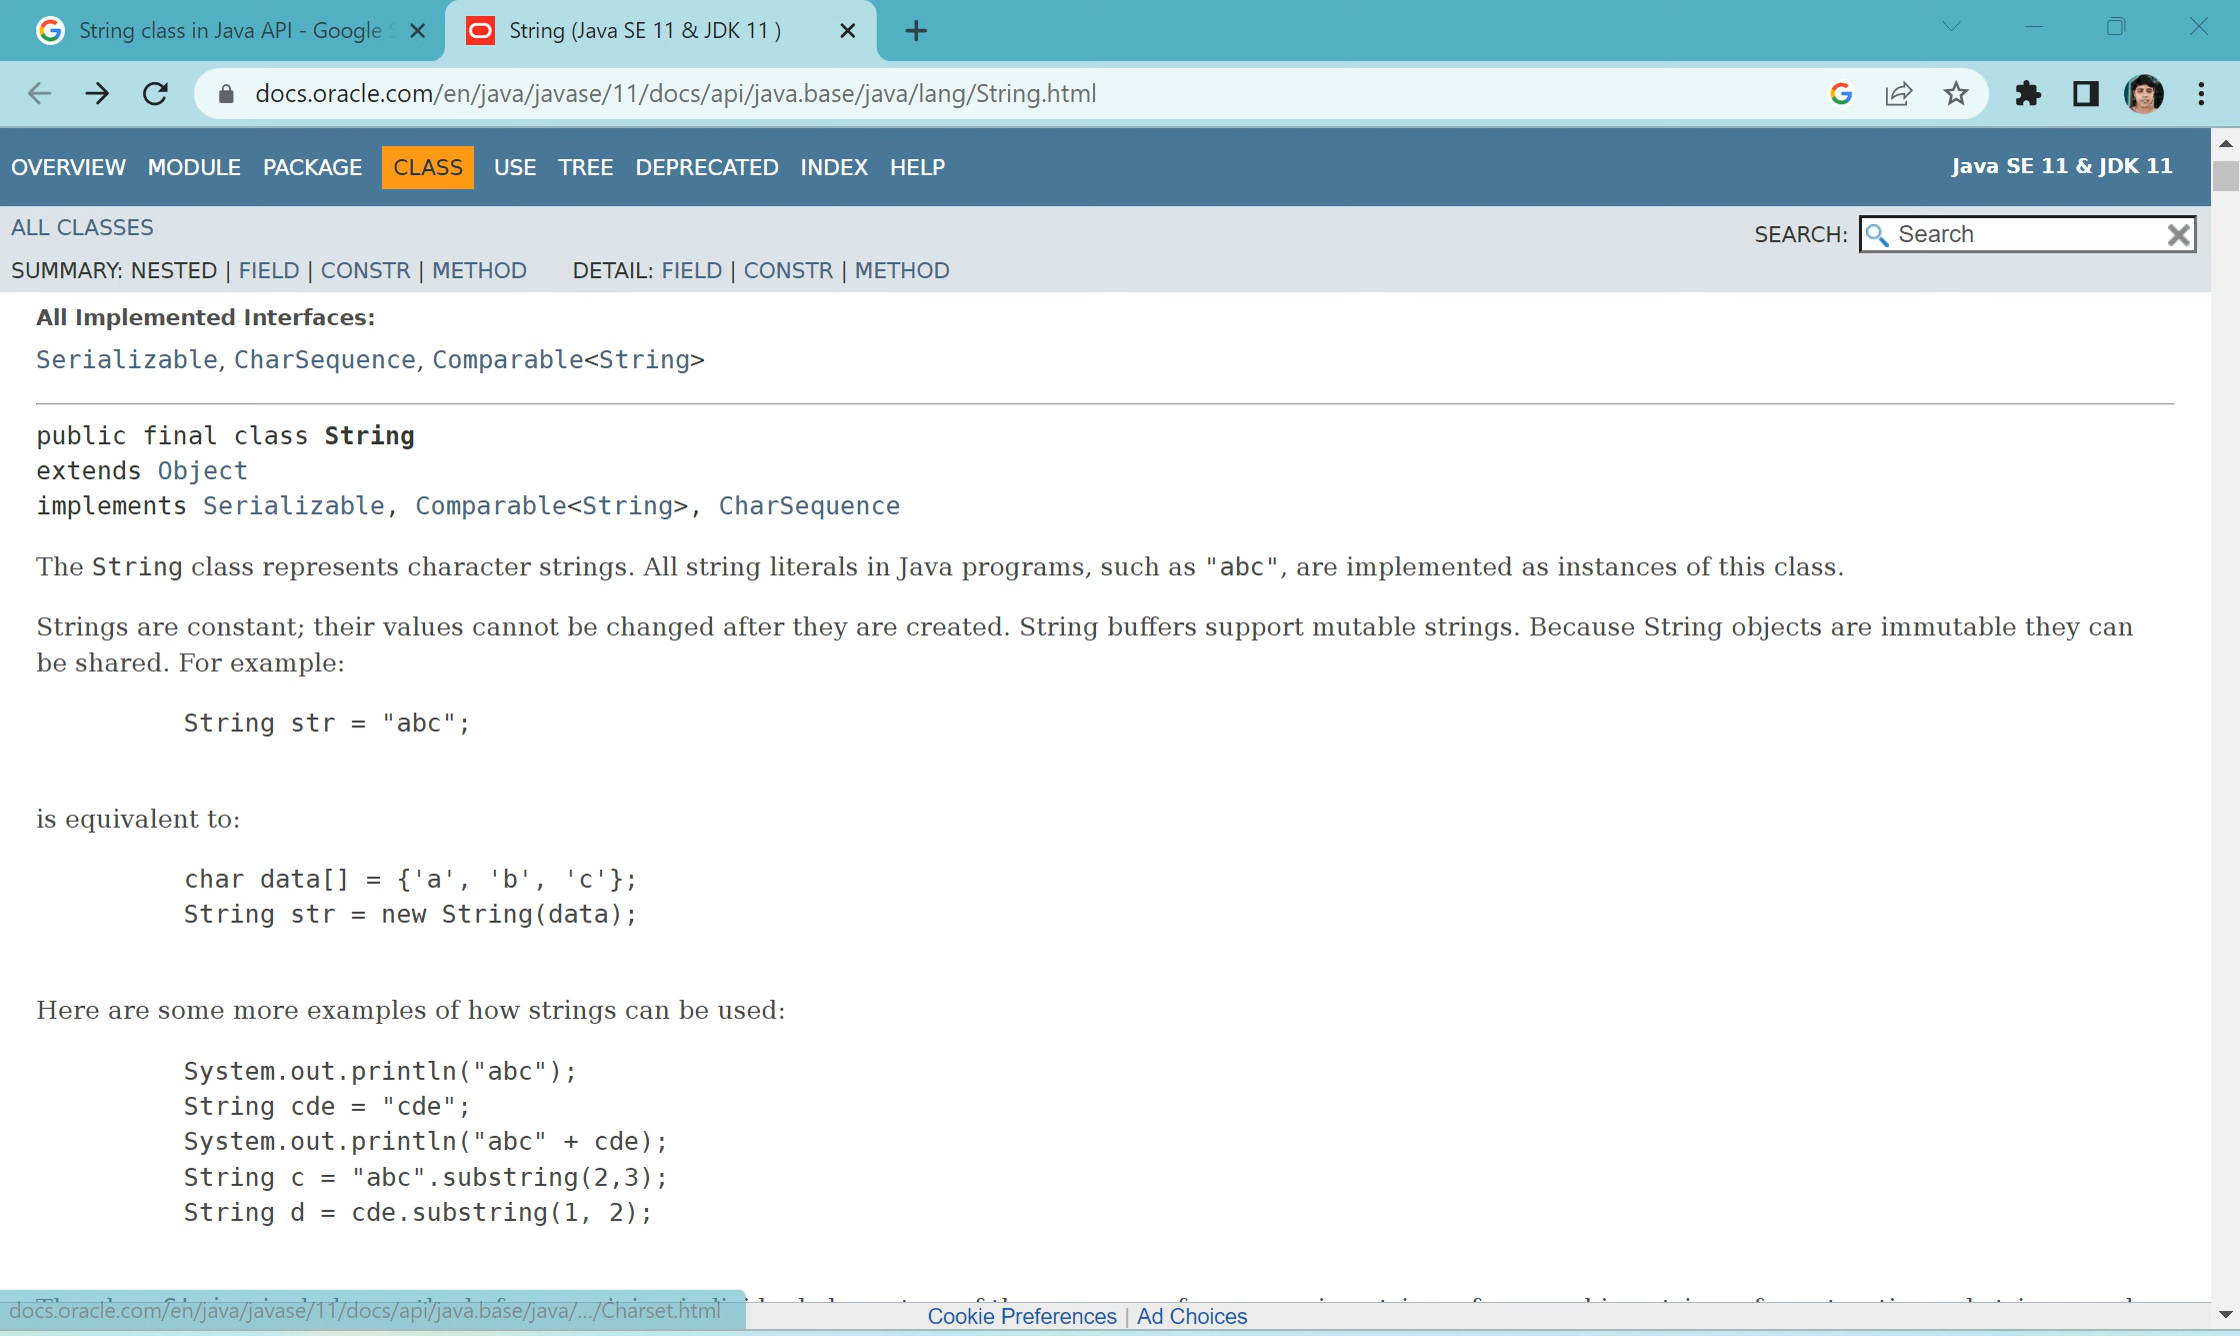 String class in Java API - Google
String (Java SE 11 & JDK 11 )
docs.oracle.com/en/java/javase/11/docs/api/java.base/java/lang/String.html
OVERVIEW MODULE PACKAGE CLASS USE TREE DEPRECATED INDEX HELP
Java SE 11 & JDK 11
ALL CLASSES
SEARCH: Search
SUMMARY: NESTED | FIELD | CONSTR | METHOD DETAIL: FIELD | CONSTR | METHOD
All Implemented Interfaces:
Serializable, CharSequence, Comparable<String>
public final class String
extends Object
implements Serializable, Comparable<String>, CharSequence
The String class represents character strings. All string literals in Java programs, such as "abc", are implemented as instances of this class.
Strings are constant; their values cannot be changed after they are created. String buffers support mutable strings. Because String objects are immutable they can
be shared. For example:
String str = "abc";
is equivalent to:
char data[] = {'a', 'b', 'c'};
String str = new String(data);
Here are some more examples of how strings can be used:
System.out.println("abc");
String cde = "cde";
System.out.println("abc" + cde);
String c = "abc".substring(2,3);
String d = cde.substring(1, 2);
docs.oracle.com/en/java/javase/11/docs/api/java.base/java/.../Charset.html
Cookie Preferences | Ad Choices